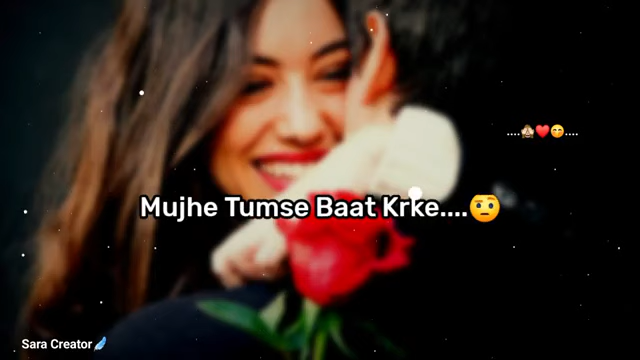 ....🙈❤️😊....
Mujhe Tumse Baat Krke....🤨
Sara Creator🪶